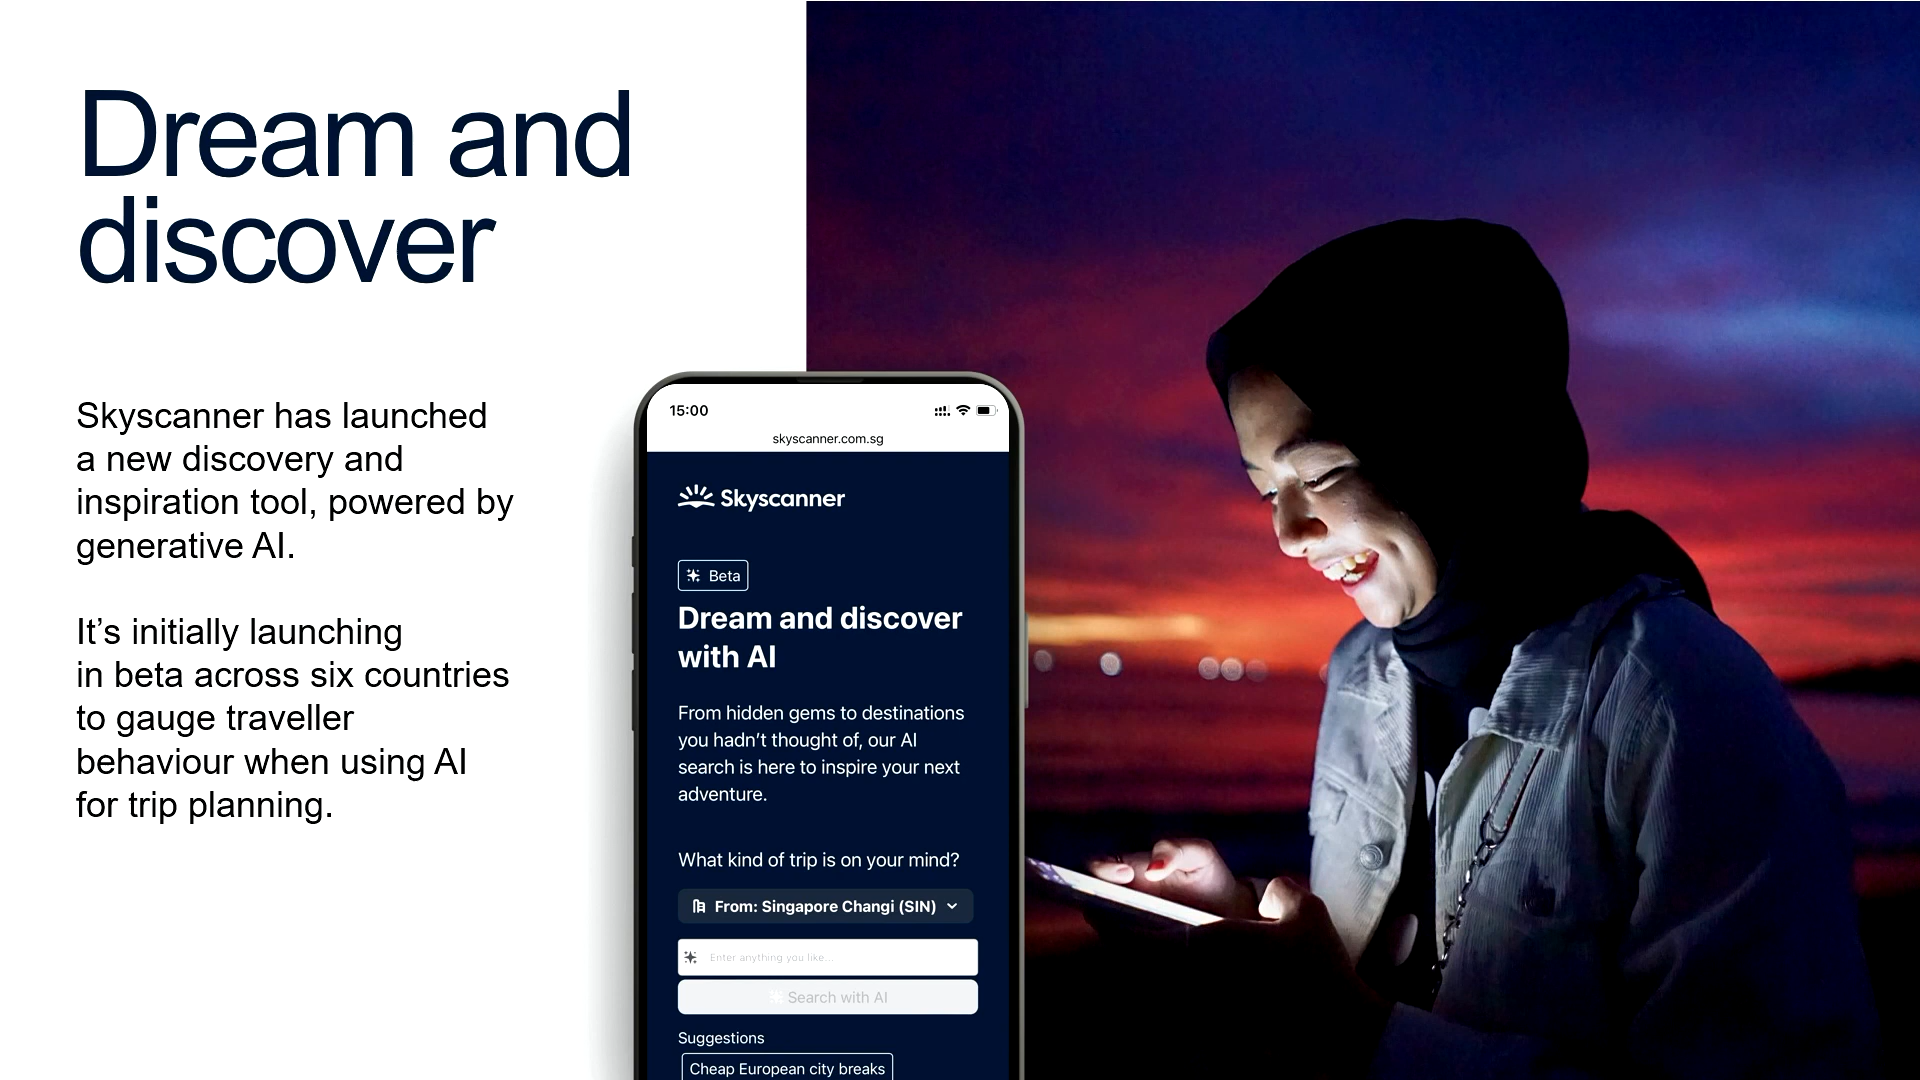 Dream and
discover
Skyscanner has launched
a new discovery and
inspiration tool, powered by
generative AI.
It’s initially launching
in beta across six countries
to gauge traveller
behaviour when using AI
for trip planning.
15:00
skyscanner.com.sg
Skyscanner
Beta
Dream and discover
with AI
From hidden gems to destinations
you hadn’t thought of, our AI
search is here to inspire your next
adventure.
What kind of trip is on your mind?
From: Singapore Changi (SIN)
Enter anything you like...
Search with AI
Suggestions
Cheap European city breaks